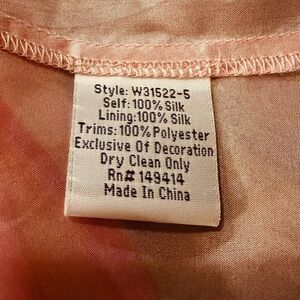 Style: W31522-5
Self: 100% Silk
Lining: 100% Silk
Trims: 100% Polyester
Exclusive Of Decoration
Dry Clean Only
Rn# 149414
Made In China